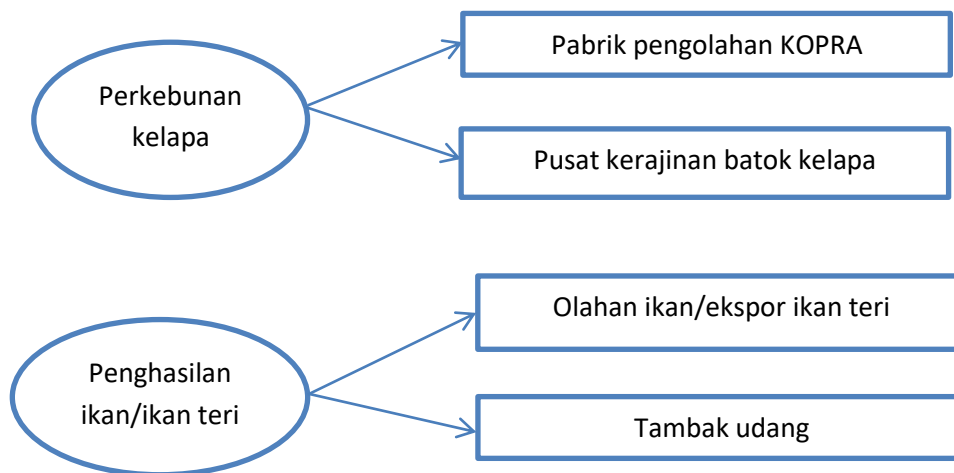 Perkebunan
kelapa
Pabrik pengolahan KOPRA
Pusat kerajinan batok kelapa
Penghasilan
ikan/ikan teri
Olahan ikan/ekspor ikan teri
Tambak udang